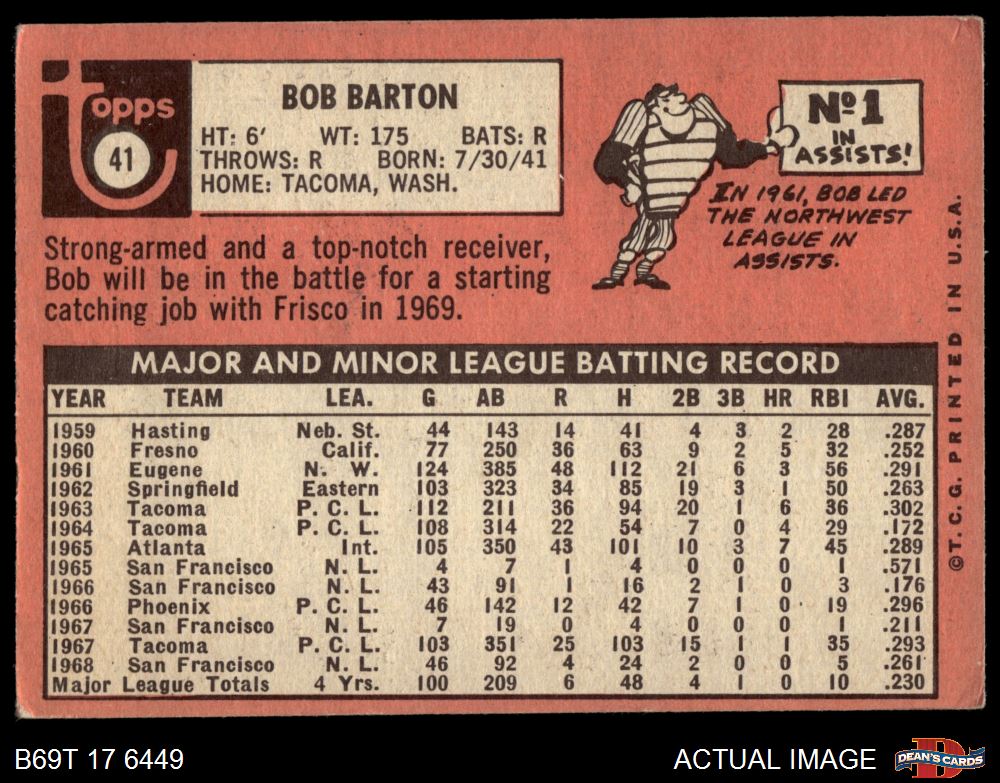 topps
41
BOB BARTON
HT: 6' WT: 175 BATS: R
THROWS: R BORN: 7/30/41
HOME: TACOMA, WASH.
Nº1
IN
ASSISTS!
IN 1961, BOB LED
THE NORTHWEST
LEAGUE IN
ASSISTS.
Strong-armed and a top-notch receiver,
Bob will be in the battle for a starting
catching job with Frisco in 1969.
MAJOR AND MINOR LEAGUE BATTING RECORD
YEAR TEAM LEA. G AB R H 2B 3B HR RBI AVG.
1959 Hasting Neb. St. 44 143 14 41 4 3 2 28 .287
1960 Fresno Calif. 77 250 36 63 9 2 5 32 .252
1961 Eugene N. W. 124 385 48 112 21 6 3 56 .291
1962 Springfield Eastern 103 323 34 85 19 3 1 50 .263
1963 Tacoma P. C. L. 112 211 36 94 20 1 6 36 .302
1964 Tacoma P. C. L. 108 314 22 54 7 0 4 29 .172
1965 Atlanta Int. 105 350 43 101 10 3 7 45 .289
1965 San Francisco N. L. 4 7 1 4 0 0 0 1 .571
1966 San Francisco N. L. 43 91 1 16 2 1 0 3 .176
1966 Phoenix P. C. L. 46 142 12 42 7 1 0 19 .296
1967 San Francisco N. L. 7 19 0 4 0 0 0 1 .211
1967 Tacoma P. C. L. 103 351 25 103 15 1 1 35 .293
1968 San Francisco N. L. 46 92 4 24 2 0 0 5 .261
Major League Totals 4 Yrs. 100 209 6 48 4 1 0 10 .230
©T.C.G. PRINTED IN U.S.A.
B69T 17 6449
ACTUAL IMAGE
D
DEAN'S CARDS